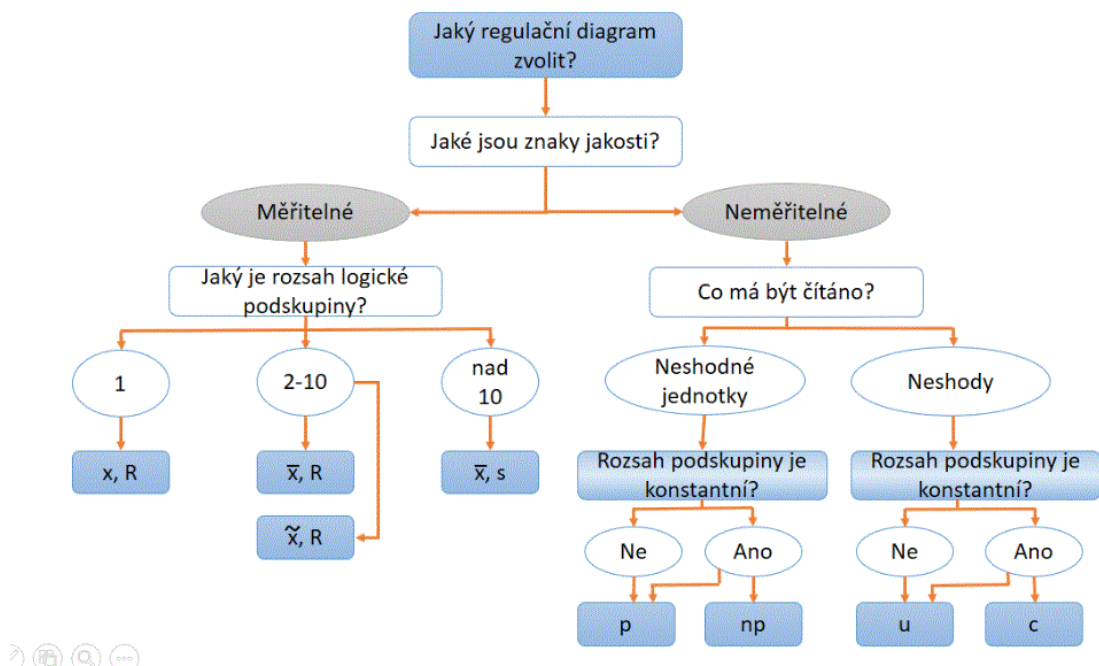 Jaký regulační diagram
zvolit?
Jaké jsou znaky jakosti?
Měřitelné
Neměřitelné
Jaký je rozsah logické
podskupiny?
Co má být čítáno?
1
2-10
nad
10
Neshodné
jednotky
Neshody
x, R
x̅, R
x̅, s
x̃, R
Rozsah podskupiny je
konstantní?
Rozsah podskupiny je
konstantní?
Ne
Ano
Ne
Ano
p
np
u
c